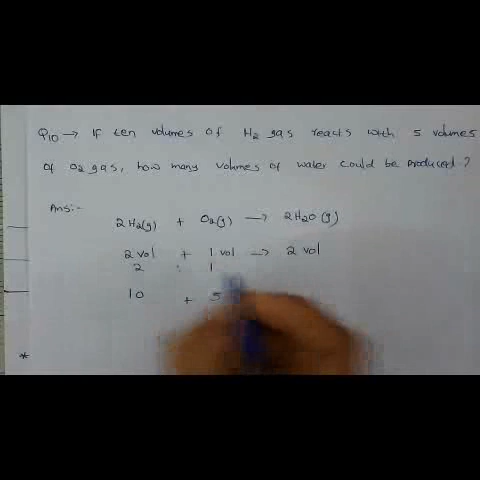 Q10 → If ten volumes of H2 gas reacts with 5 volumes
of O2 gas, how many volumes of water could be produced?
Ans:-
2H2(g) + O2(g) → 2H2O(g)
2 vol + 1 vol → 2 vol
2 : 1
10 + 5
*